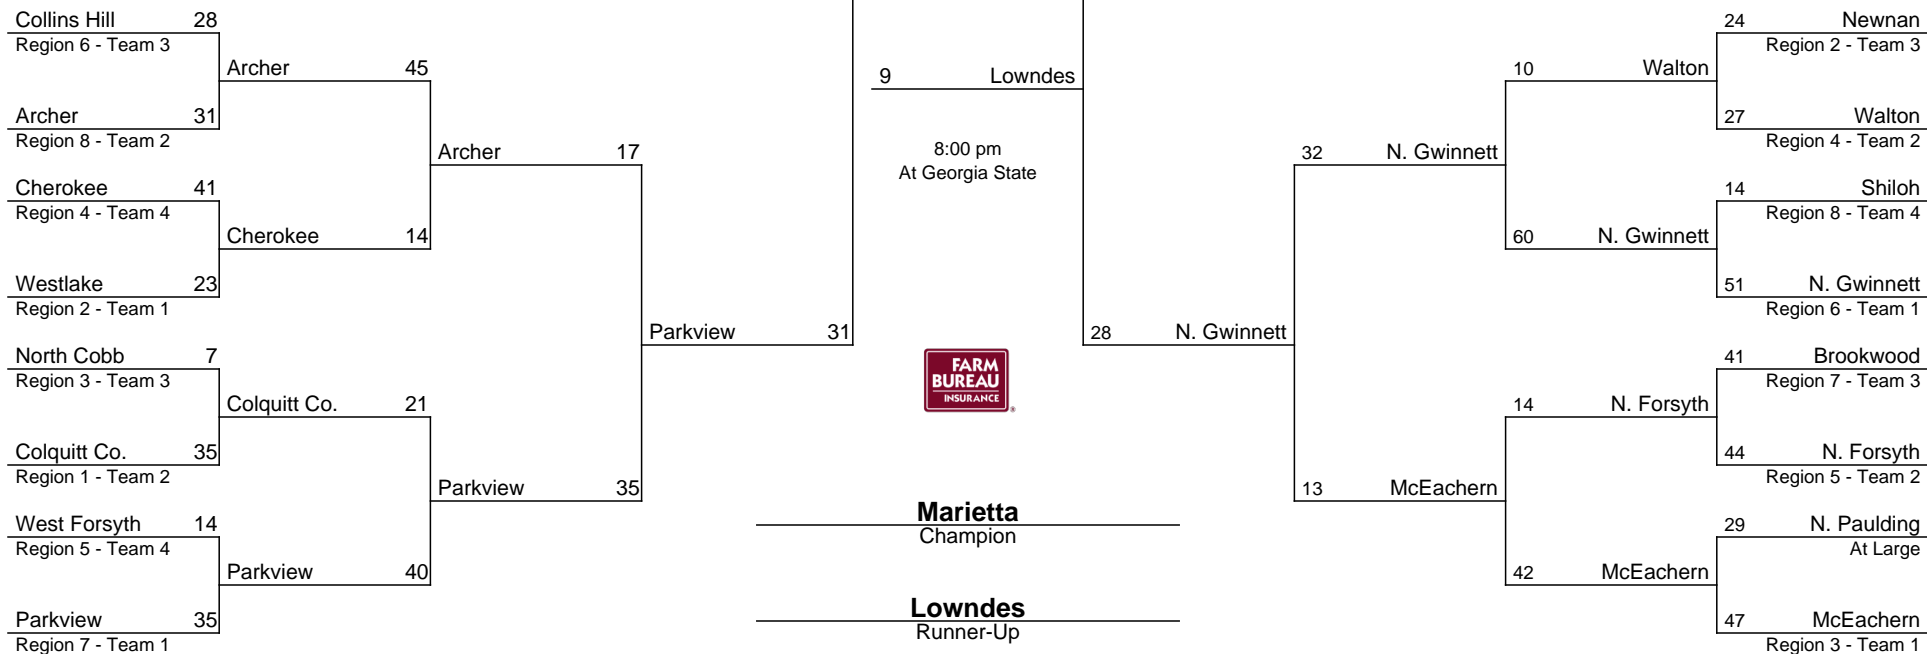 Collins Hill 28
Region 6 - Team 3
Archer 45
Archer 31
Region 8 - Team 2
Archer 17
Cherokee 41
Region 4 - Team 4
Cherokee 14
Westlake 23
Region 2 - Team 1
Parkview 31
North Cobb 7
Region 3 - Team 3
Colquitt Co. 21
Colquitt Co. 35
Region 1 - Team 2
Parkview 35
West Forsyth 14
Region 5 - Team 4
Parkview 40
Parkview 35
Region 7 - Team 1
9 Lowndes
8:00 pm
At Georgia State
FARM
BUREAU
INSURANCE
Marietta
Champion
Lowndes
Runner-Up
24 Newnan
Region 2 - Team 3
10 Walton
27 Walton
Region 4 - Team 2
32 N. Gwinnett
14 Shiloh
Region 8 - Team 4
60 N. Gwinnett
51 N. Gwinnett
Region 6 - Team 1
28 N. Gwinnett
41 Brookwood
Region 7 - Team 3
14 N. Forsyth
44 N. Forsyth
Region 5 - Team 2
13 McEachern
29 N. Paulding
At Large
42 McEachern
47 McEachern
Region 3 - Team 1